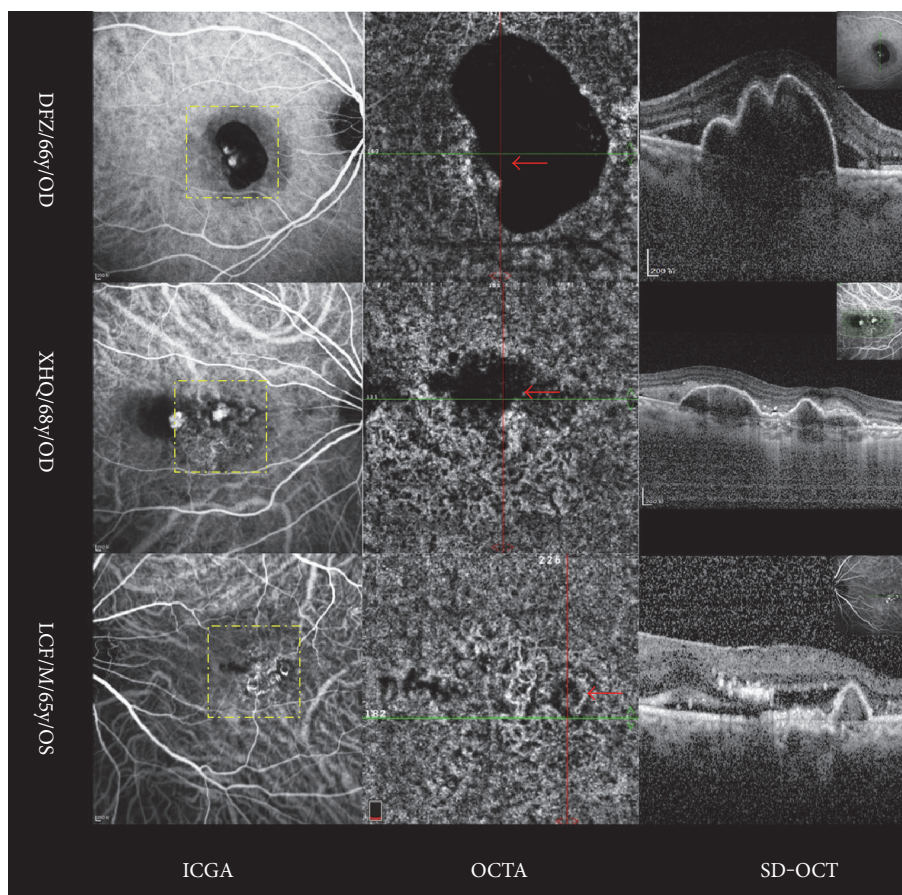 DFZ/66y/OD
XHQ/68y/OD
LCF/M/65y/OS
226
182
ICGA
OCTA
SD-OCT